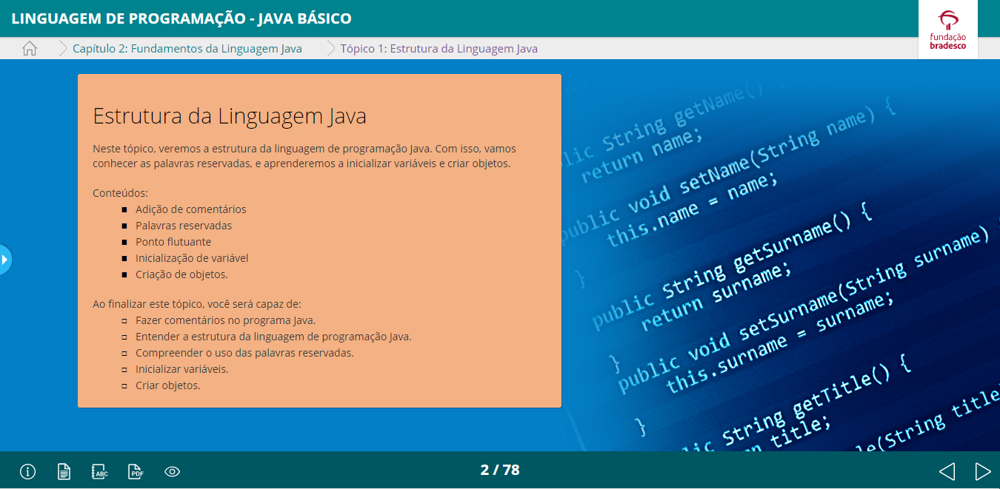 LINGUAGEM DE PROGRAMAÇÃO - JAVA BÁSICO
fundação
bradesco
Capítulo 2: Fundamentos da Linguagem Java
Tópico 1: Estrutura da Linguagem Java
Estrutura da Linguagem Java
Neste tópico, veremos a estrutura da linguagem de programação Java. Com isso, vamos
conhecer as palavras reservadas, e aprenderemos a inicializar variáveis e criar objetos.
Conteúdos:
Adição de comentários
Palavras reservadas
Ponto flutuante
Inicialização de variável
Criação de objetos.
Ao finalizar este tópico, você será capaz de:
Fazer comentários no programa Java.
Entender a estrutura da linguagem de programação Java.
Compreender o uso das palavras reservadas.
Inicializar variáveis.
Criar objetos.
String getName() {
return name;
public void setName(String name) {
this.name = name;
}
public String getSurname() {
return surname;
}
public void setSurname(String surname)
this.surname = surname;
}
String getTitle() {
title;
(String title
ABC
PDF
2 / 78